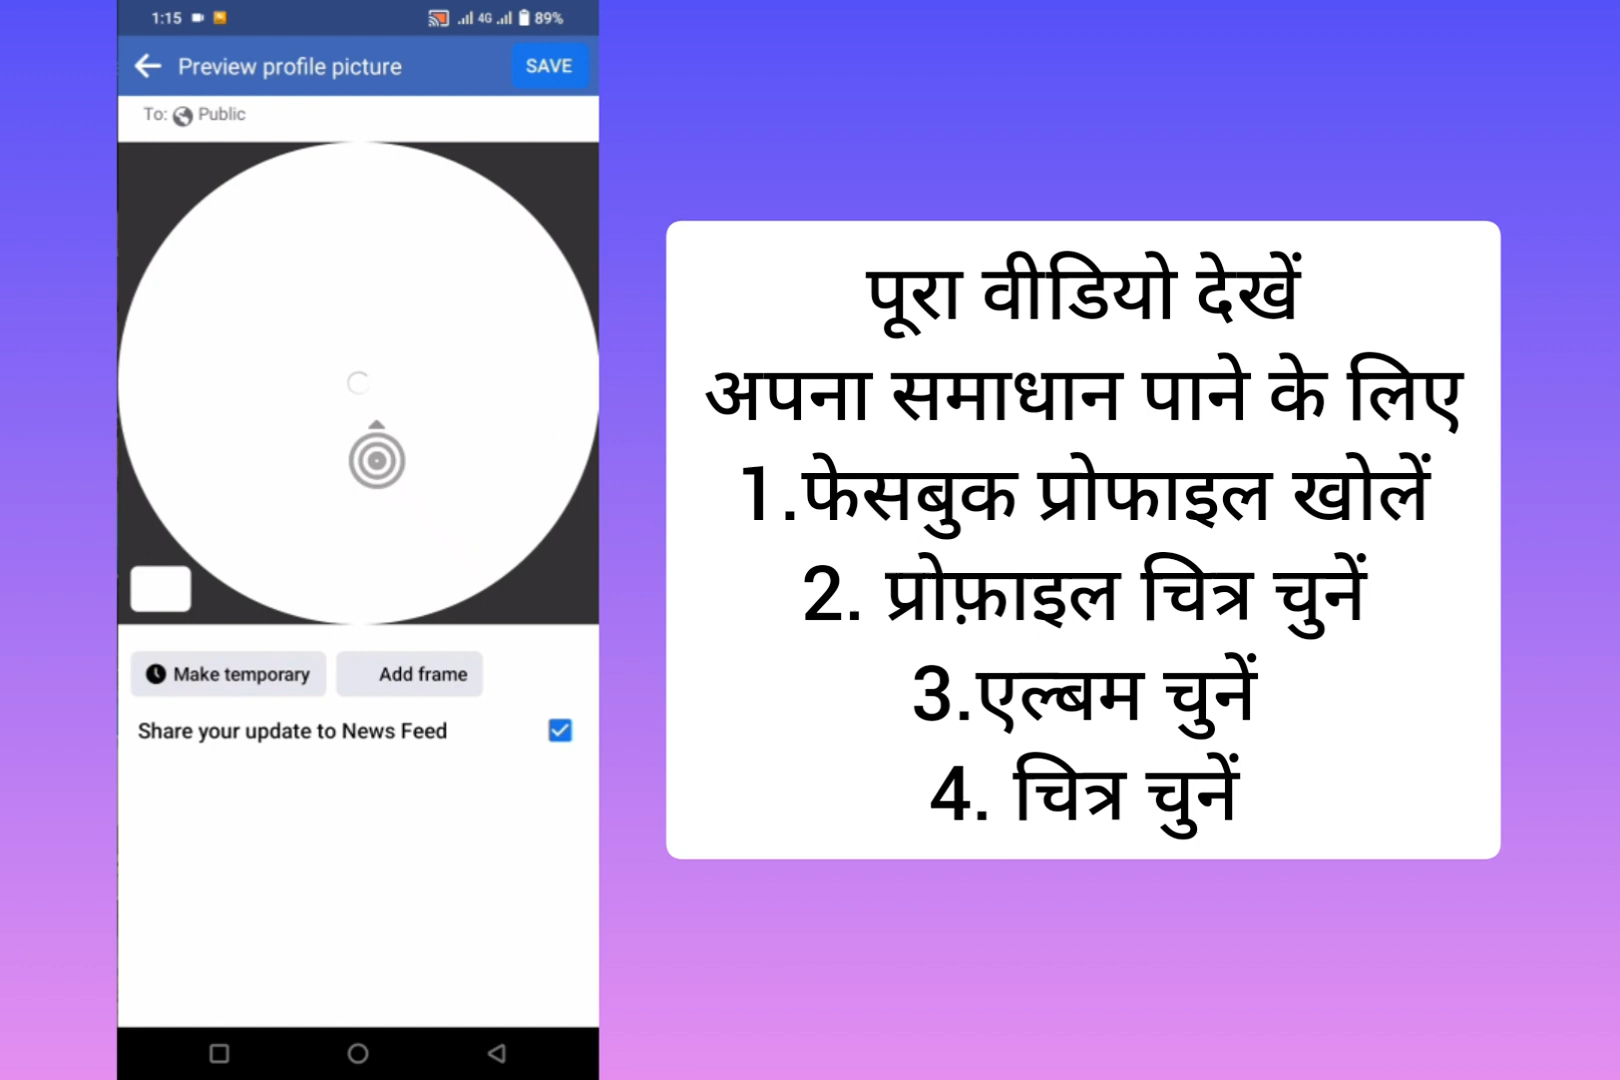 1:15
4G
89%
Preview profile picture
SAVE
To: Public
Make temporary
Add frame
Share your update to News Feed
पूरा वीडियो देखें
अपना समाधान पाने के लिए
1.फेसबुक प्रोफाइल खोलें
2. प्रोफ़ाइल चित्र चुनें
3.एल्बम चुनें
4. चित्र चुनें